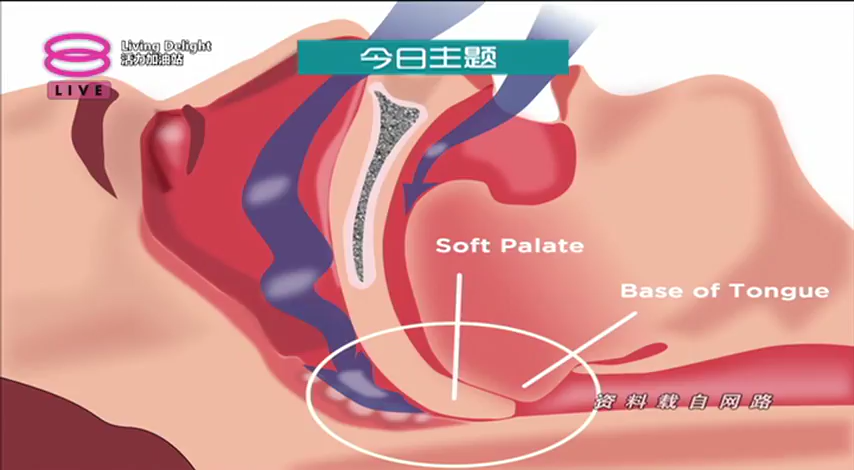 Living Delight
活力加油站
8
LIVE
今日主题
Soft Palate
Base of Tongue
资料载自网路